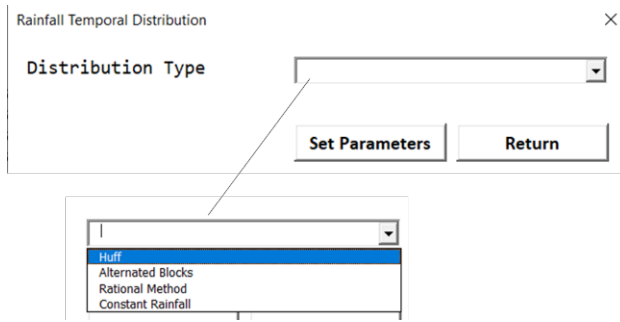 Rainfall Temporal Distribution
Distribution Type
Set Parameters Return
Huff
Alternated Blocks
Rational Method
Constant Rainfall